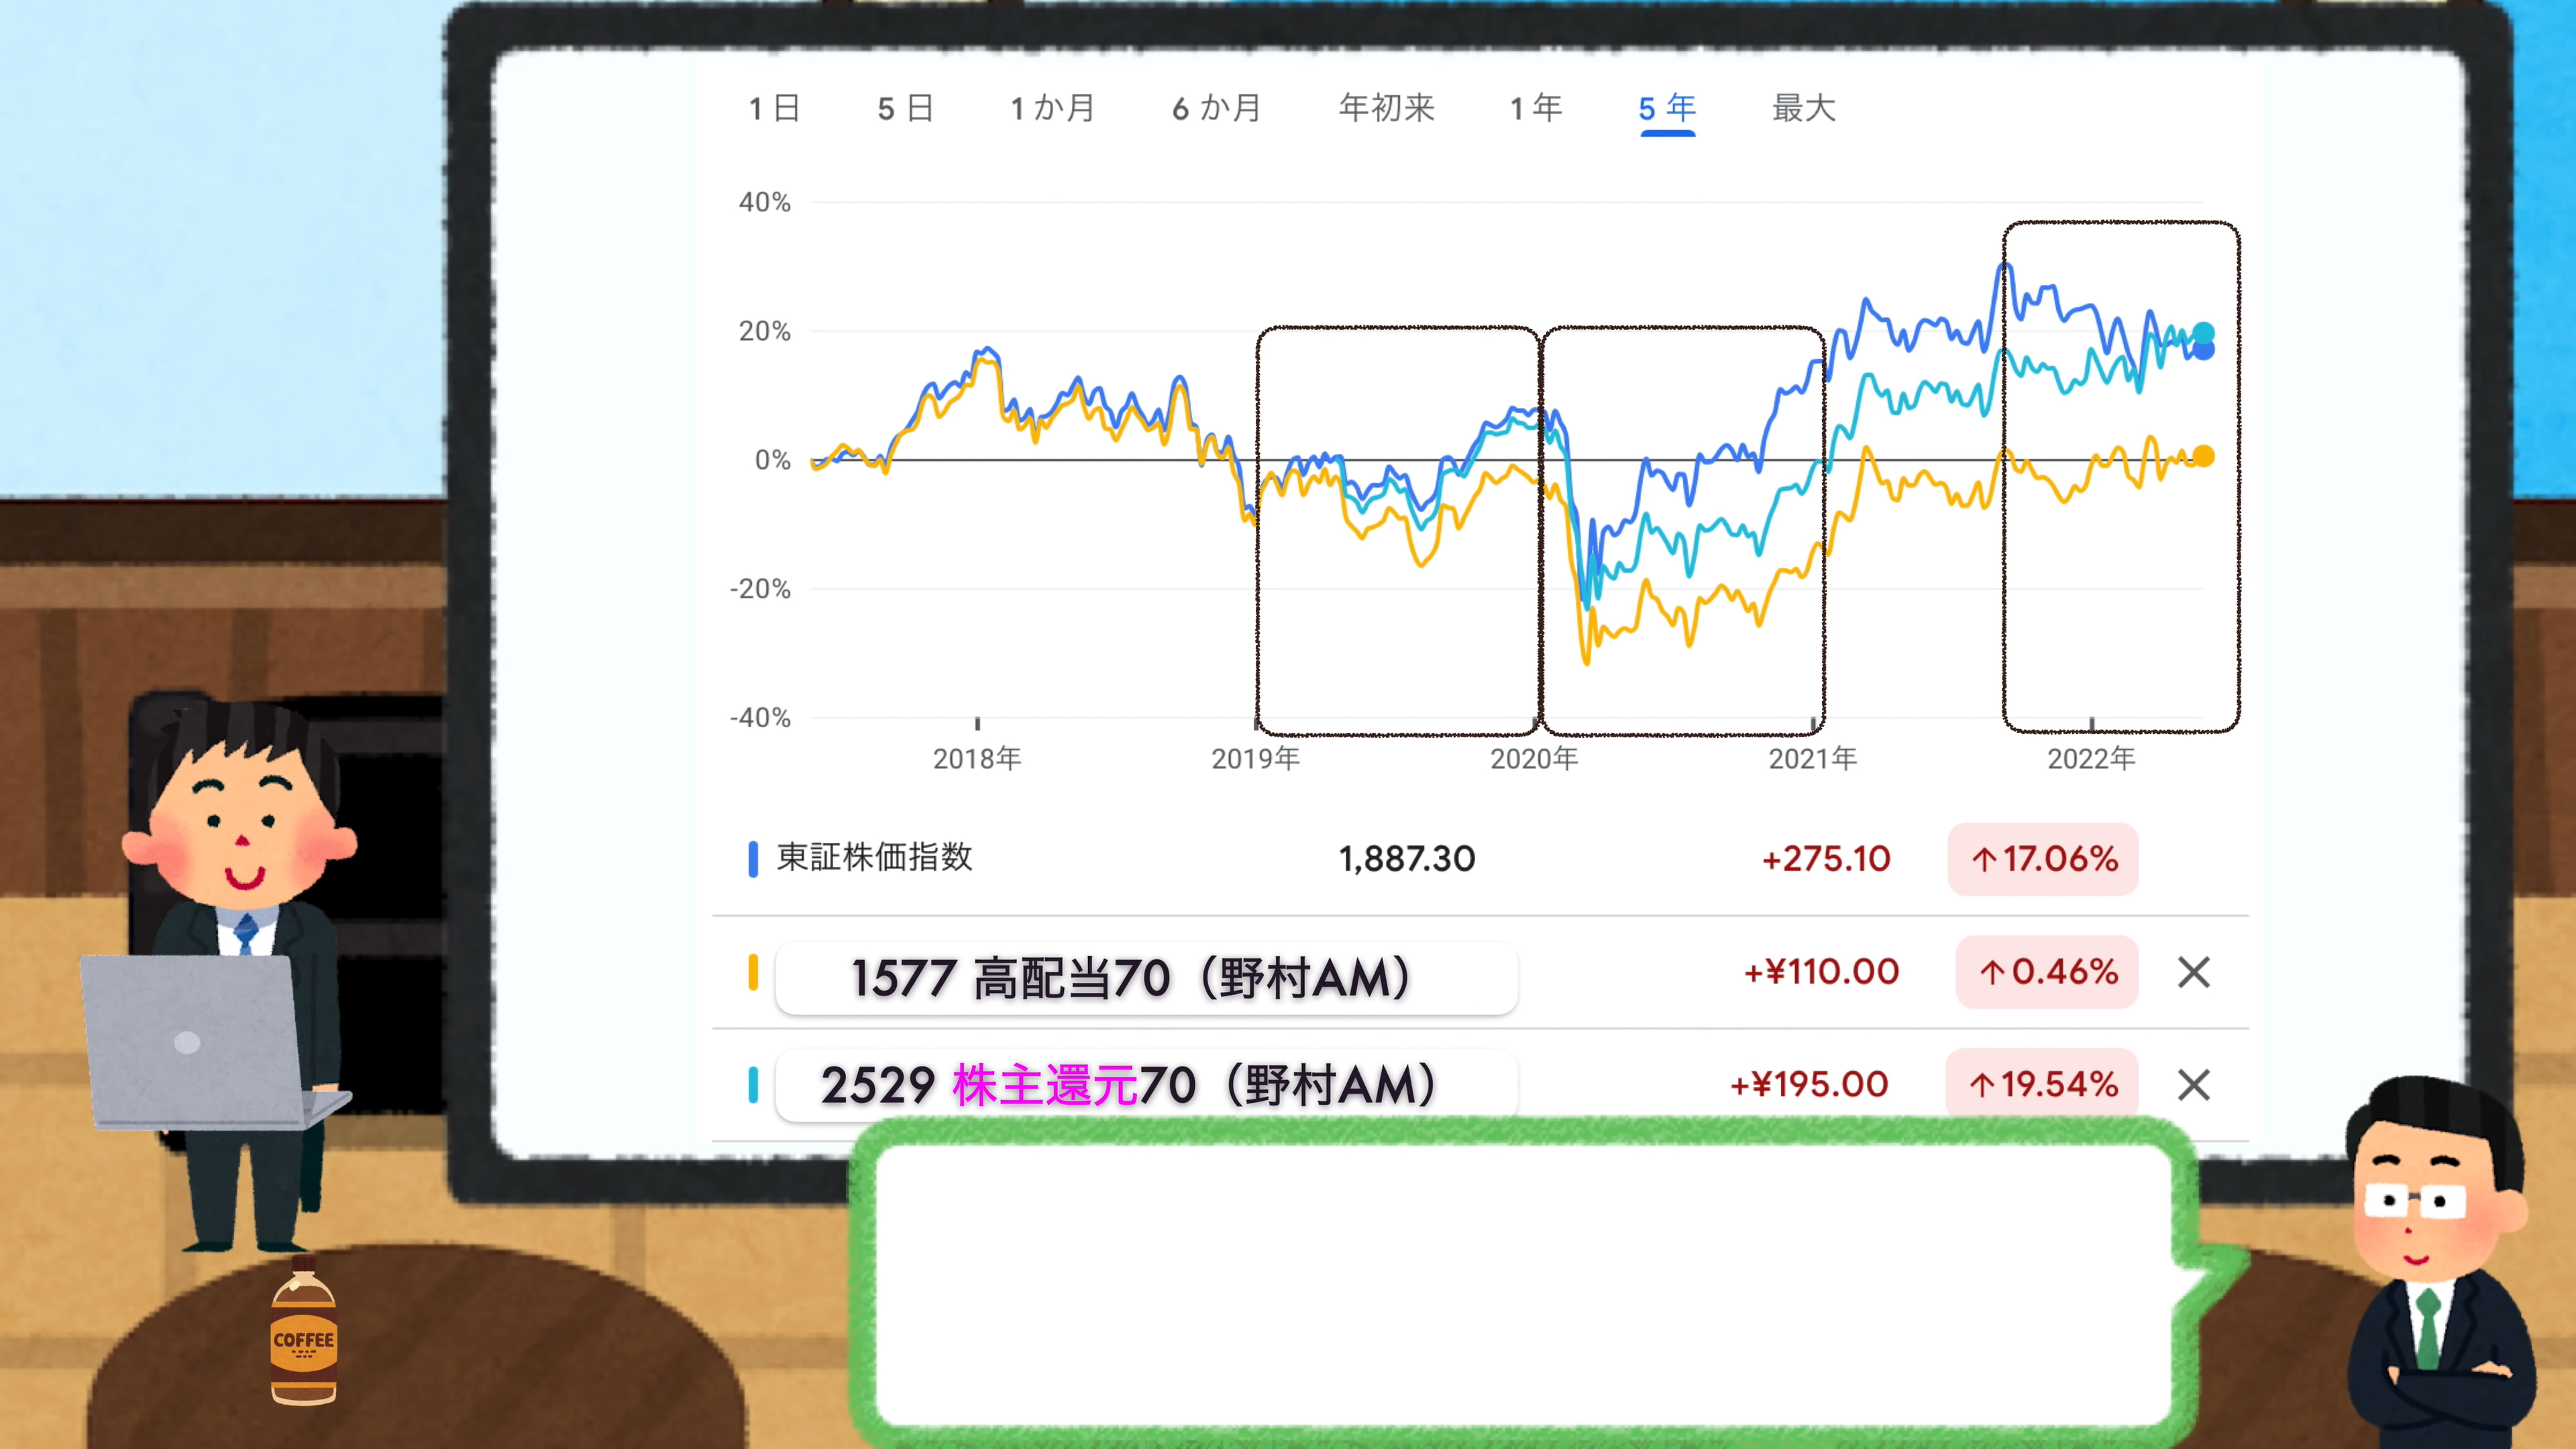 1日 5日 1か月 6か月 年初来 1年 5年 最大
40%
20%
0%
-20%
-40%
2018年 2019年 2020年 2021年 2022年
東証株価指数 1,887.30 +275.10 ↑17.06%
1577 高配当70（野村AM） +¥110.00 ↑0.46% ×
2529 株主還元70（野村AM） +¥195.00 ↑19.54% ×
COFFEE